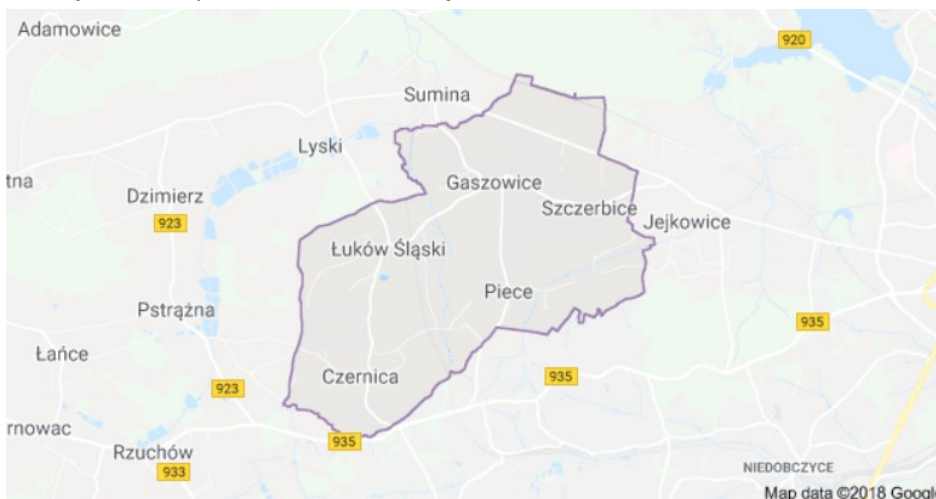 Adamowice
920
Sumina
Lyski
tna
Gaszowice
Dzimierz
Szczerbice
923
Jejkowice
Łuków Śląski
Piece
Pstrążna
935
Łańce
Czernica
935
923
rnowac
935
Rzuchów
933
NIEDOBCZYCE
Map data ©2018 Google